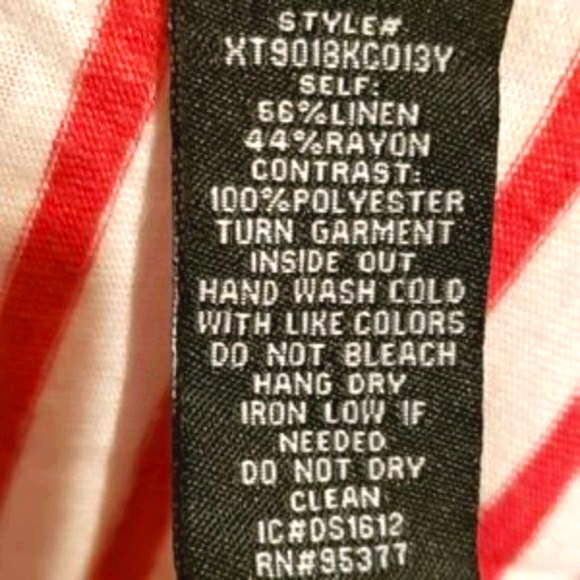 STYLE#
XT9018KC013Y
SELF:
56%LINEN
44%RAYON
CONTRAST:
100%POLYESTER
TURN GARMENT
INSIDE OUT
HAND WASH COLD
WITH LIKE COLORS
DO NOT BLEACH
HANG DRY
IRON LOW IF
NEEDED
DO NOT DRY
CLEAN
IC#DS1612
RN#95377